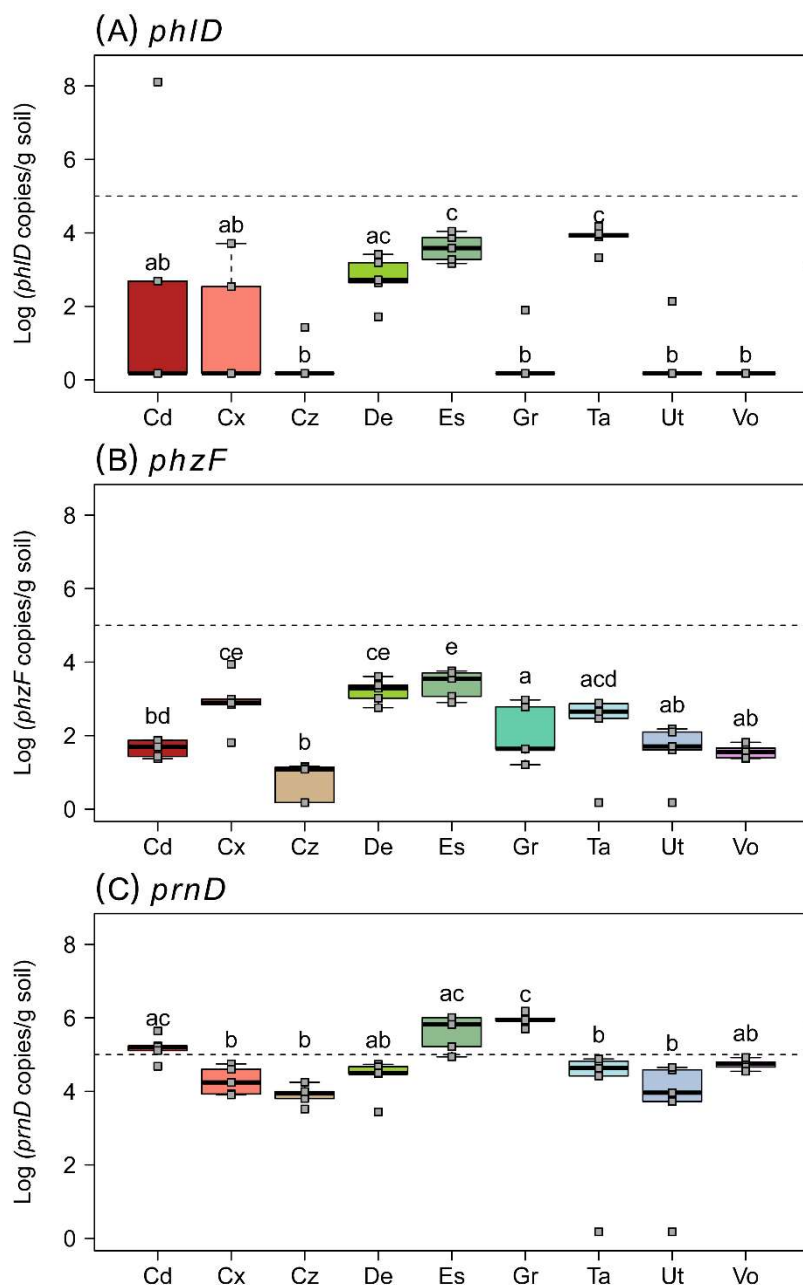 (A) phlD
Log (phlD copies/g soil)
8
6
4
2
0
ab
ab
b
ac
c
b
c
b
b
Cd Cx Cz De Es Gr Ta Ut Vo
(B) phzF
Log (phzF copies/g soil)
8
6
4
2
0
bd
ce
b
ce
e
a
acd
ab
ab
Cd Cx Cz De Es Gr Ta Ut Vo
(C) prnD
Log (prnD copies/g soil)
8
6
4
2
0
ac
b
b
ab
ac
c
b
b
ab
Cd Cx Cz De Es Gr Ta Ut Vo